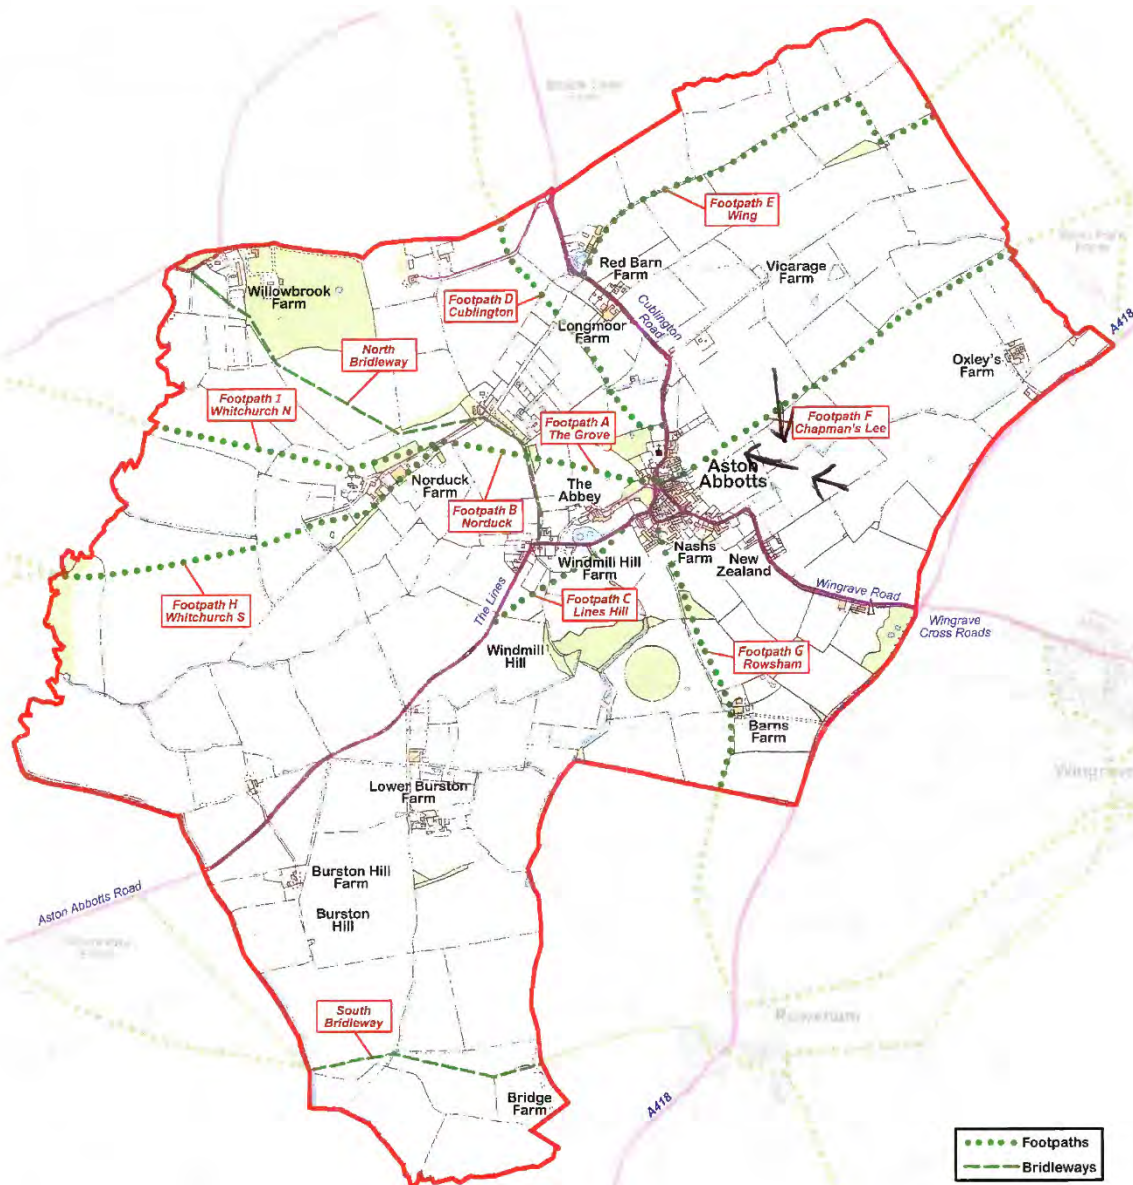 Footpath E
Wing
Red Barn
Farm
Vicarage
Farm
Willowbrook
Farm
Footpath D
Cublington
Cublington
Road
Longmoor
Farm
A418
North
Bridleway
Oxley's
Farm
Footpath I
Whitchurch N
Footpath A
The Grove
Footpath F
Chapman's Lee
Aston
Abbotts
Norduck
Farm
The
Abbey
Footpath B
Norduck
Nashs
Farm
New
Zealand
Windmill Hill
Farm
The Lines
Wingrave Road
Footpath H
Whitchurch S
Footpath C
Lines Hill
Wingrave
Cross Roads
Windmill
Hill
Footpath G
Rowsham
Barns
Farm
Wingrave
Lower Burston
Farm
Burston Hill
Farm
Aston Abbotts Road
Burston
Hill
South
Bridleway
Rowsham
Bridge
Farm
A418
Footpaths
Bridleways